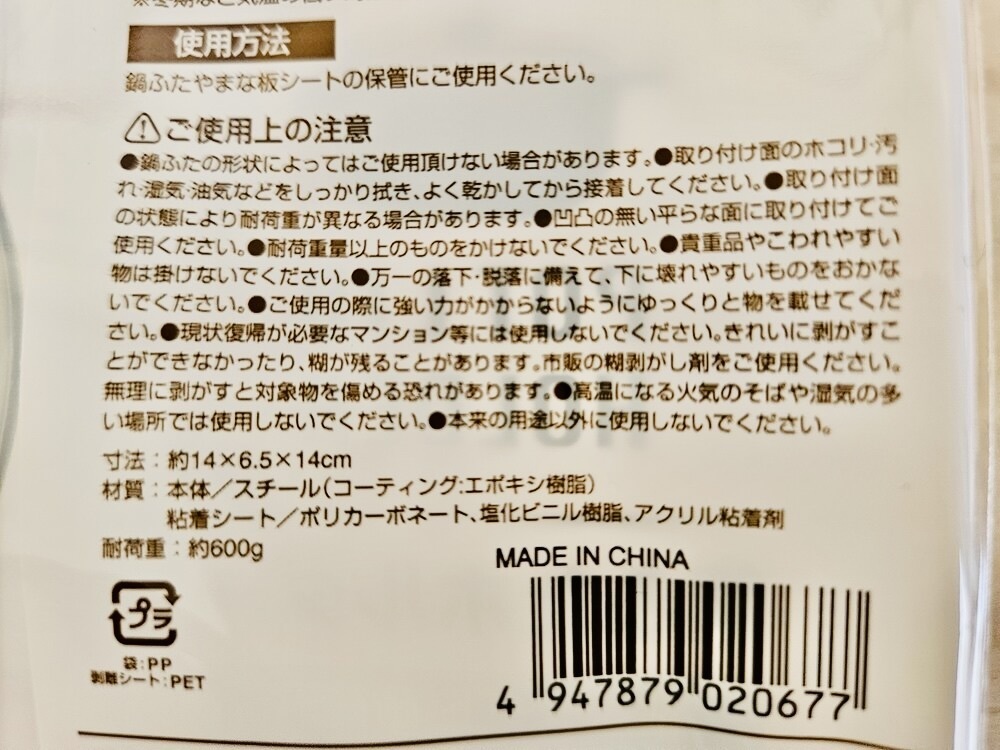 使用方法
鍋ふたやまな板シートの保管にご使用ください。
⚠ご使用上の注意
●鍋ふたの形状によってはご使用頂けない場合があります。●取り付け面のホコリ・汚
れ・湿気・油気などをしっかり拭き、よく乾かしてから接着してください。●取り付け面
の状態により耐荷重が異なる場合があります。●凹凸の無い平らな面に取り付けてご
使用ください。●耐荷重量以上のものをかけないでください。●貴重品やこわれやすい
物は掛けないでください。●万一の落下・脱落に備えて、下に壊れやすいものをおかな
いでください。●ご使用の際に強い力がかからないようにゆっくりと物を載せてくだ
さい。●現状復帰が必要なマンション等には使用しないでください。きれいに剥がすこ
とができなかったり、糊が残ることがあります。市販の糊剥がし剤をご使用ください。
無理に剥がすと対象物を傷める恐れがあります。●高温になる火気のそばや湿気の多
い場所では使用しないでください。●本来の用途以外に使用しないでください。
寸法：約14×6.5×14cm
材質：本体／スチール(コーティング:エポキシ樹脂)
粘着シート／ポリカーボネート、塩化ビニル樹脂、アクリル粘着剤
耐荷重：約600g
MADE IN CHINA
プラ
袋:PP
剥離シート:PET
4 947879 020677